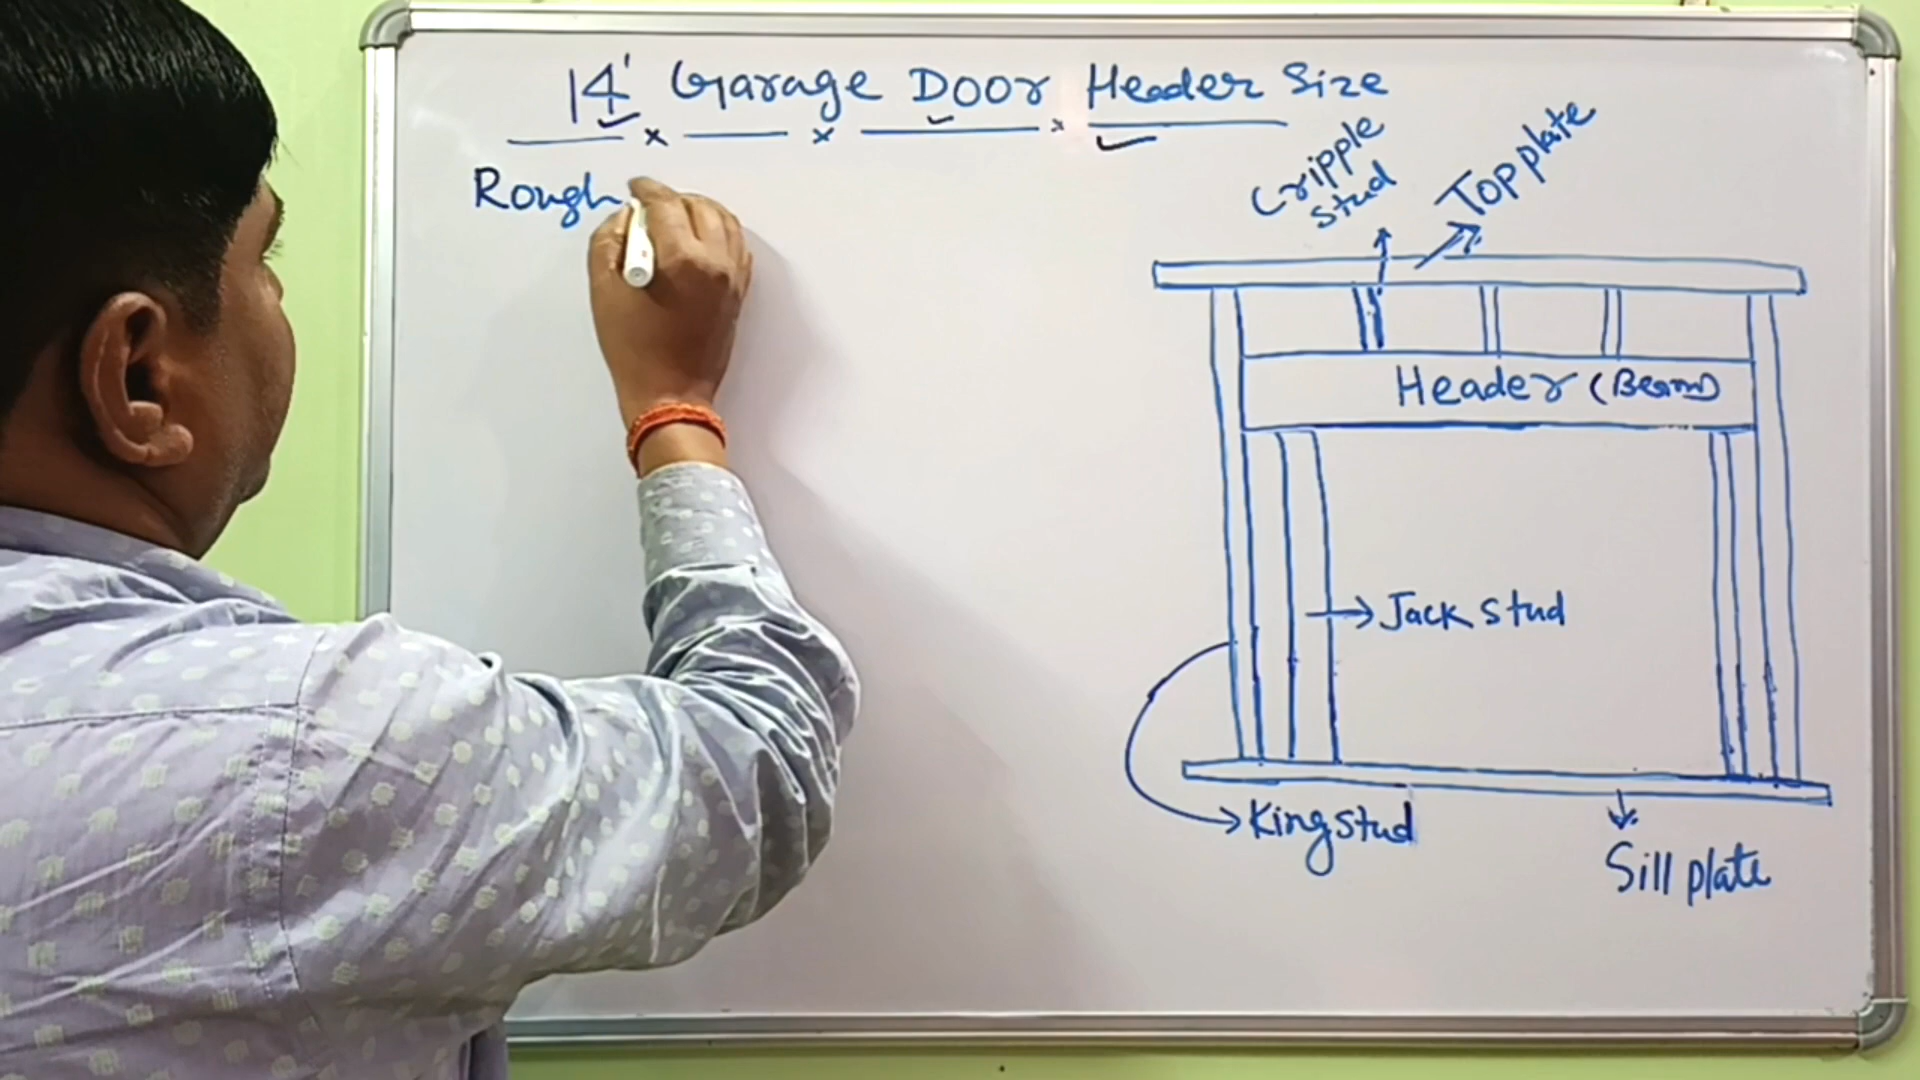 14' Garage Door Header Size
Rough
Cripple
stud
Top plate
Header (Beam)
Jack stud
King stud
Sill plate